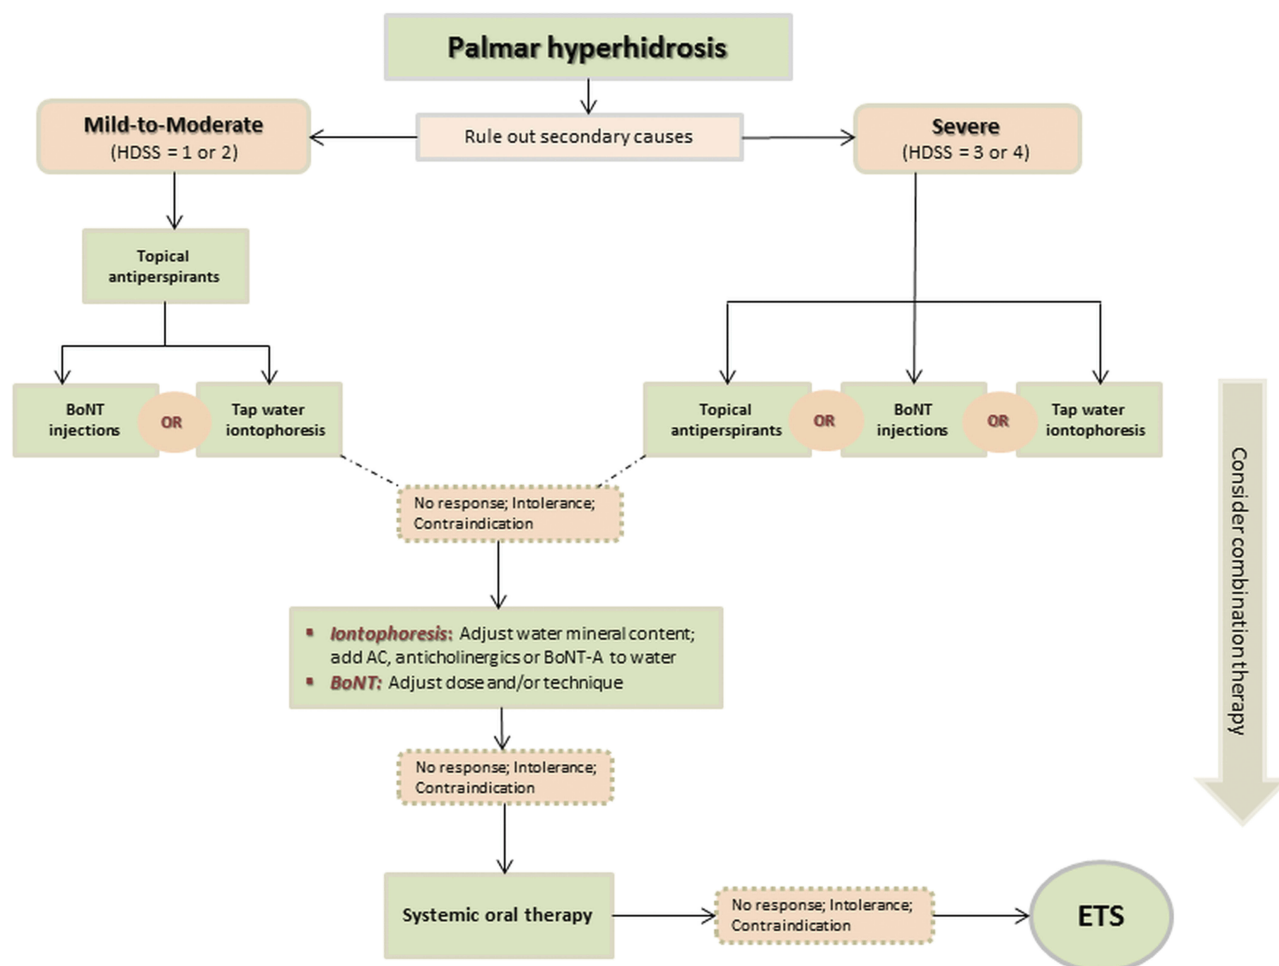 Palmar hyperhidrosis
Rule out secondary causes
Mild-to-Moderate
(HDSS = 1 or 2)
Severe
(HDSS = 3 or 4)
Topical
antiperspirants
BoNT
injections
OR
Tap water
iontophoresis
Topical
antiperspirants
OR
BoNT
injections
OR
Tap water
iontophoresis
No response; Intolerance;
Contraindication
▪ Iontophoresis: Adjust water mineral content;
add AC, anticholinergics or BoNT-A to water
▪ BoNT: Adjust dose and/or technique
No response; Intolerance;
Contraindication
Systemic oral therapy
No response; Intolerance;
Contraindication
ETS
Consider combination therapy